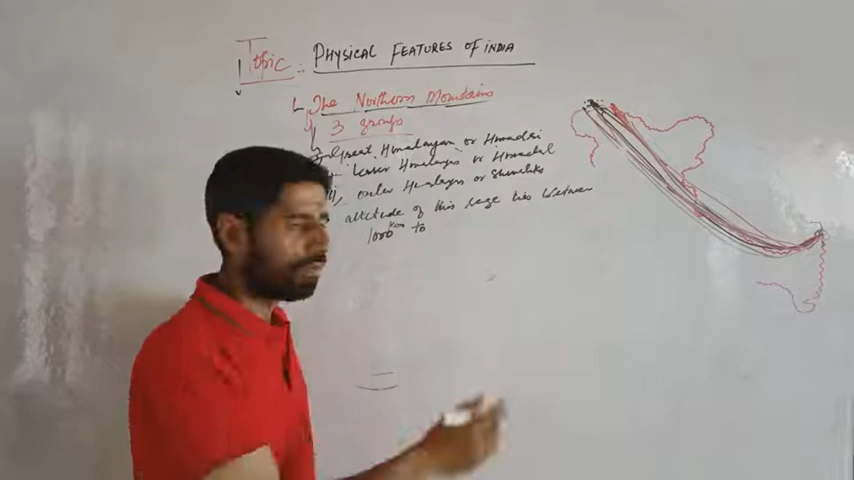 Topic :. PHYSICAL FEATURES OF INDIA
The Northern Mountains
3 groups
Great Himalayan or Himadri
Lesser Himalayas or Himachal
III, outer Himalayas or Shiwaliks
altitude of this range lies between
1000 km to